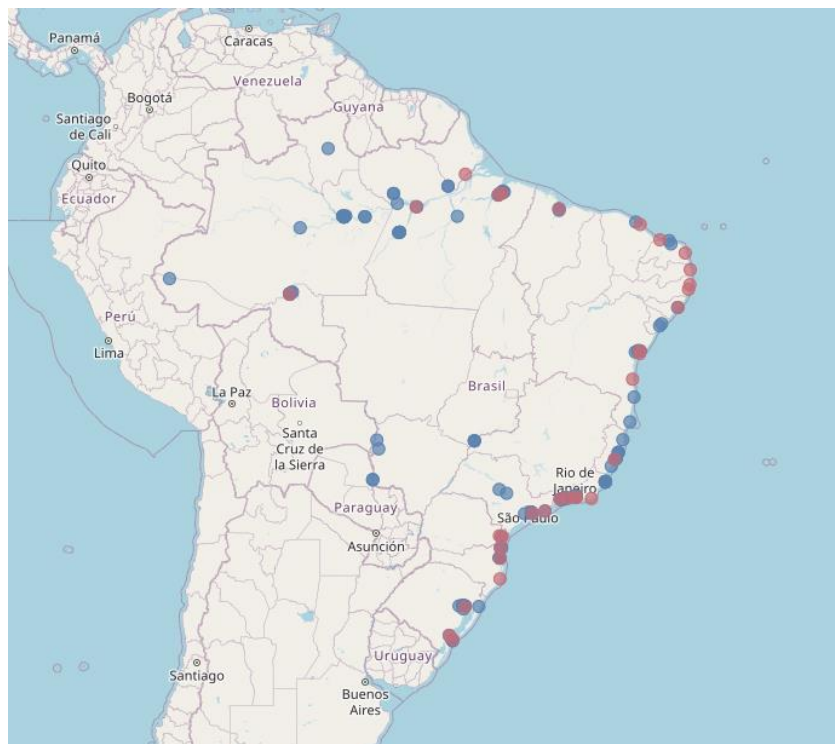 Panamá
Caracas
Venezuela
Bogotá
Guyana
Santiago
de Cali
Quito
Ecuador
Perú
Lima
Brasil
La Paz
Bolivia
Santa
Cruz de
la Sierra
Rio de
Janeiro
Paraguay
São Paulo
Asunción
Uruguay
Santiago
Buenos
Aires